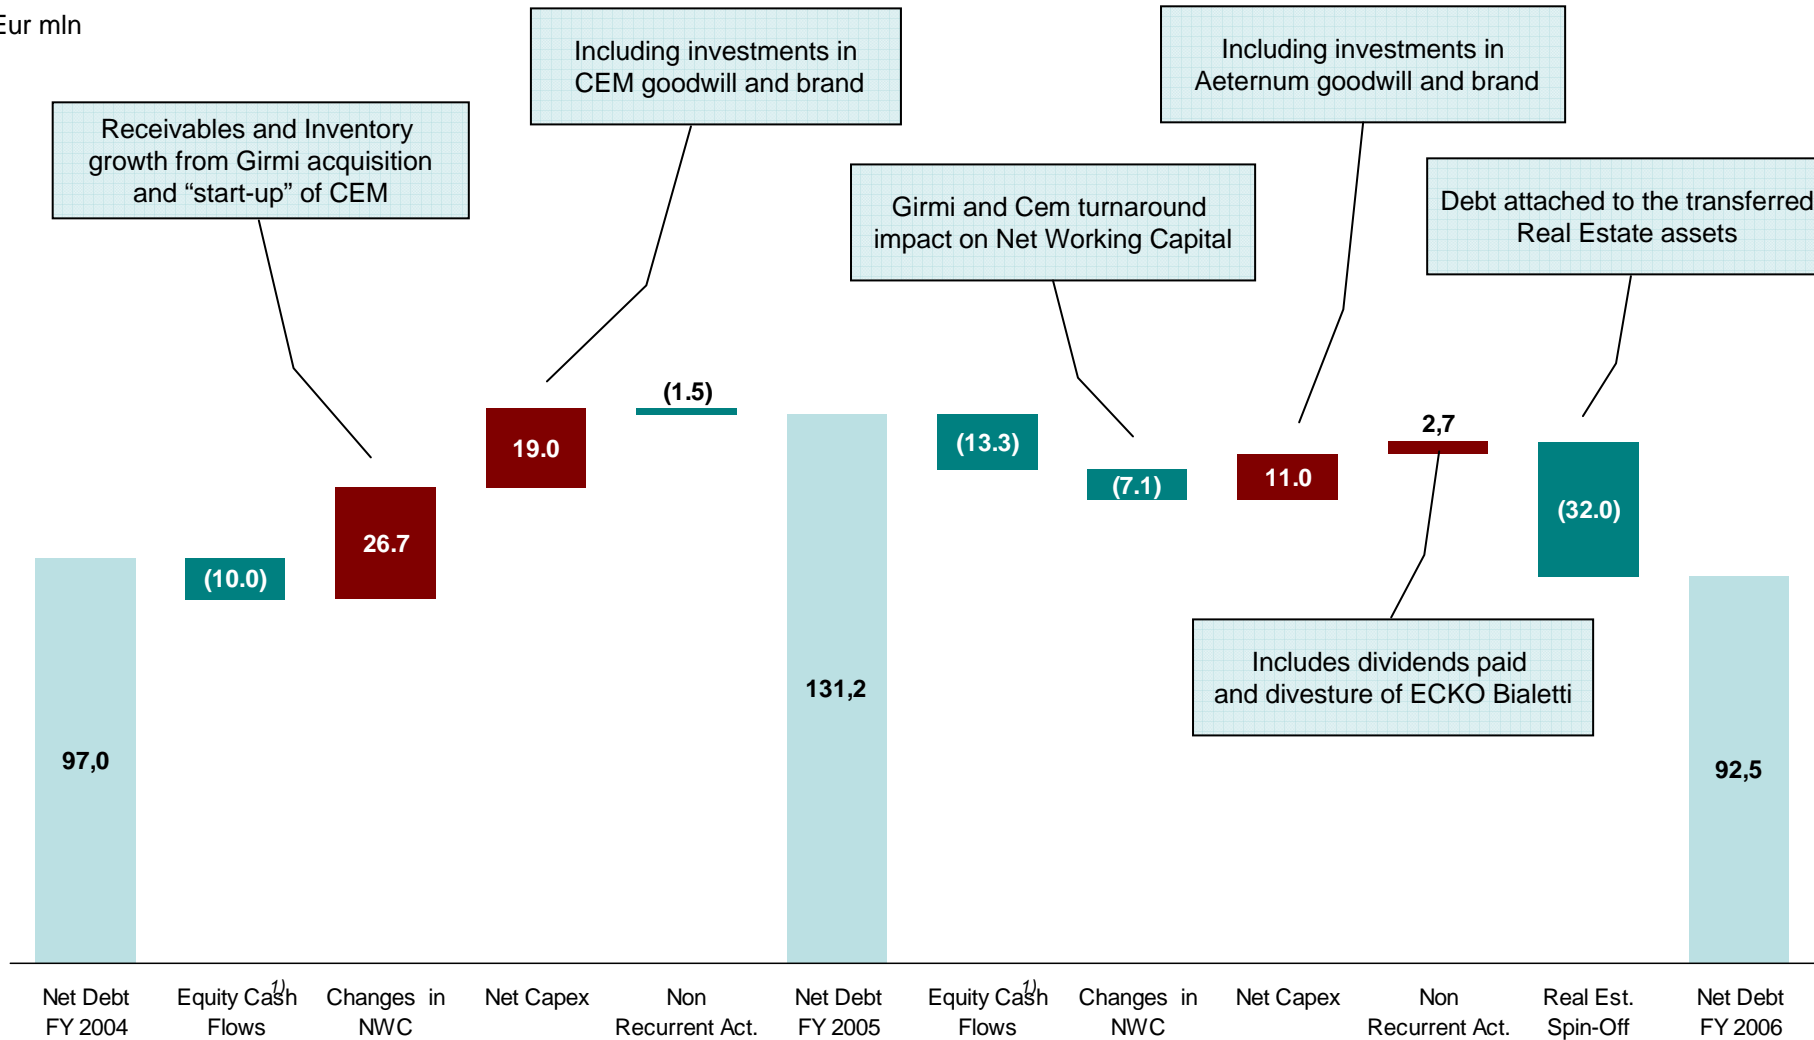 Eur mln
Including investments in
CEM goodwill and brand
Including investments in
Aeternum goodwill and brand
Receivables and Inventory
growth from Girmi acquisition
and “start-up” of CEM
Girmi and Cem turnaround
impact on Net Working Capital
Debt attached to the transferred
Real Estate assets
(1.5)
19.0
26.7
(10.0)
97,0
131,2
(13.3)
(7.1)
11.0
2,7
(32.0)
Includes dividends paid
and divesture of ECKO Bialetti
92,5
Net Debt
FY 2004
Equity Cash 1)
Flows
Changes in
NWC
Net Capex
Non
Recurrent Act.
Net Debt
FY 2005
Equity Cash 1)
Flows
Changes in
NWC
Net Capex
Non
Recurrent Act.
Real Est.
Spin-Off
Net Debt
FY 2006